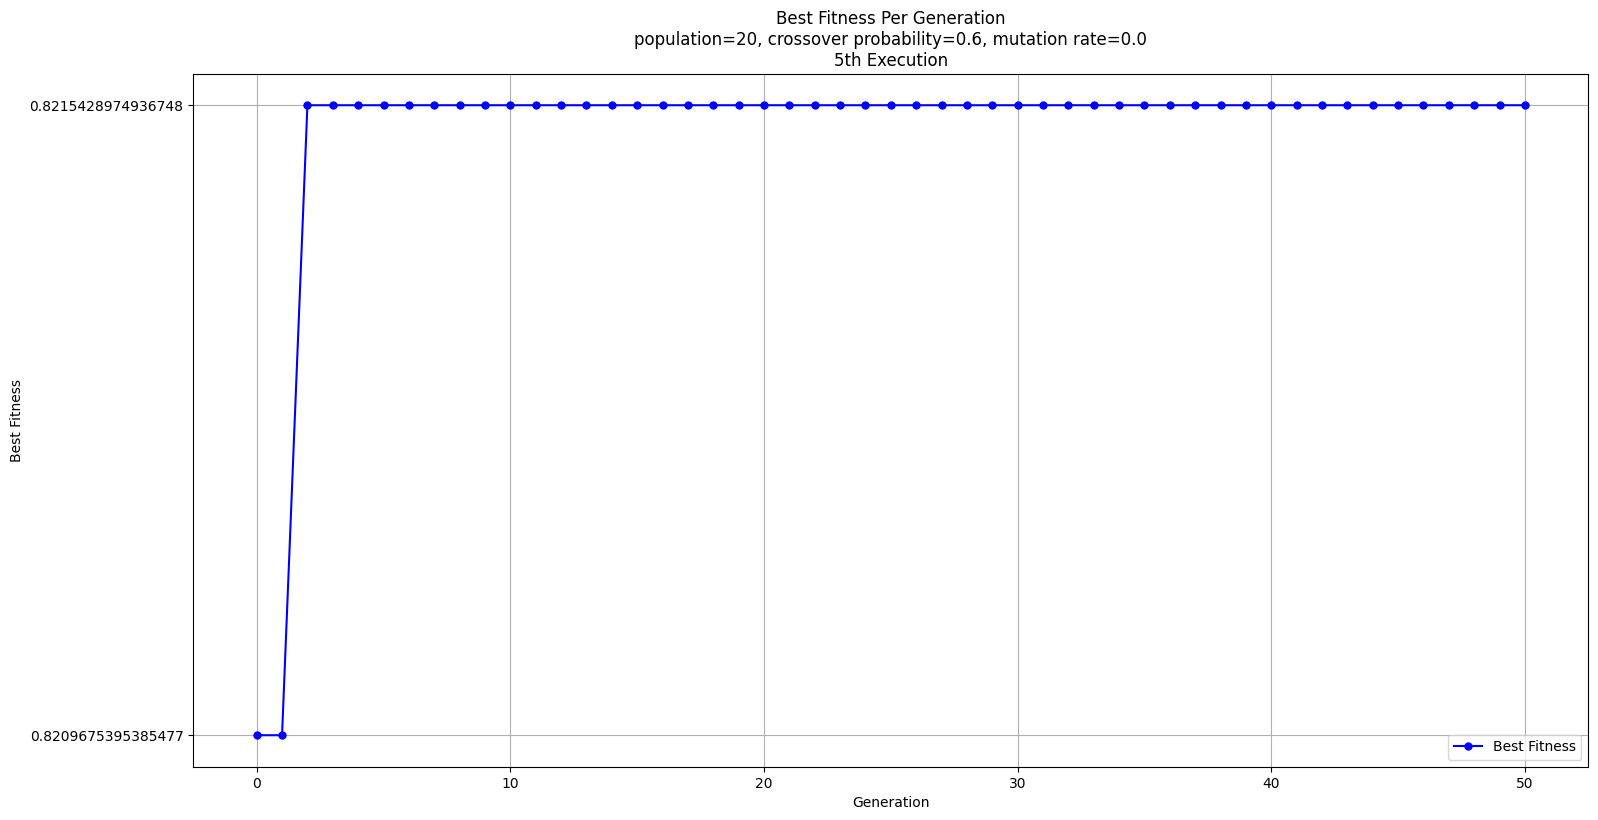 Best Fitness Per Generation
population=20, crossover probability=0.6, mutation rate=0.0
5th Execution
0.8215428974936748
0.8209675395385477
Best Fitness
Best Fitness
0 10 20 30 40 50
Generation